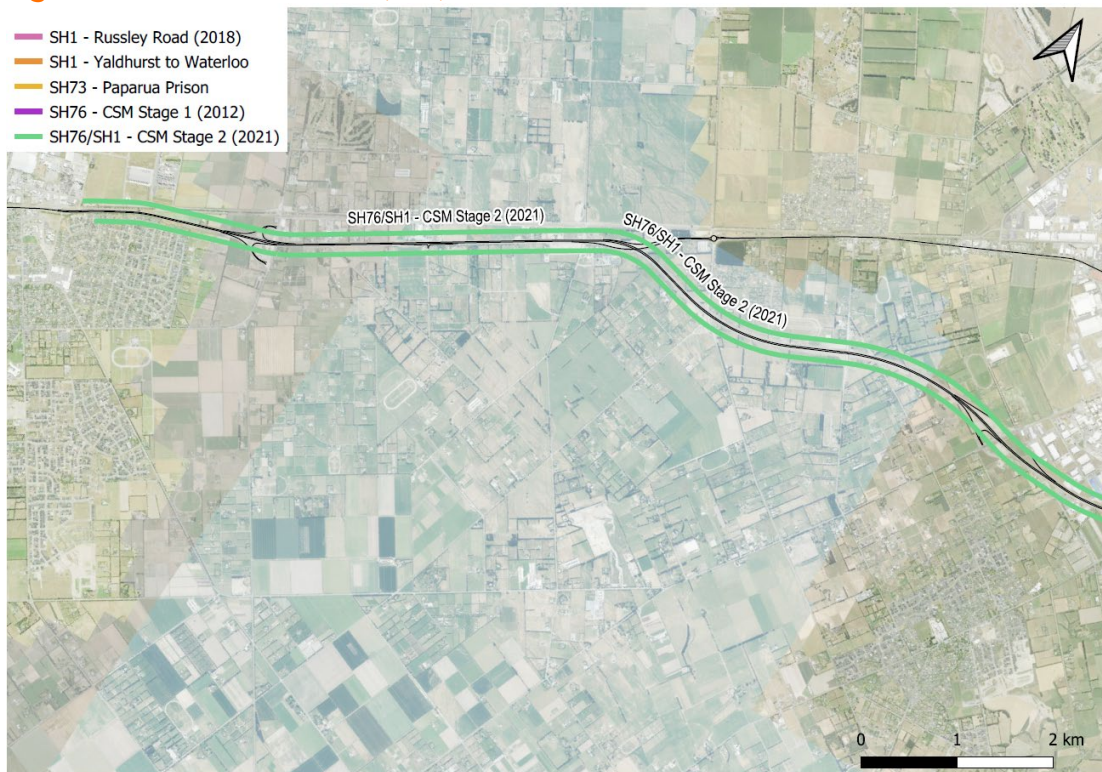 SH1 - Russley Road (2018)
SH1 - Yaldhurst to Waterloo
SH73 - Paparua Prison
SH76 - CSM Stage 1 (2012)
SH76/SH1 - CSM Stage 2 (2021)
SH76/SH1 - CSM Stage 2 (2021)
SH76/SH1 - CSM Stage 2 (2021)
0 1 2 km